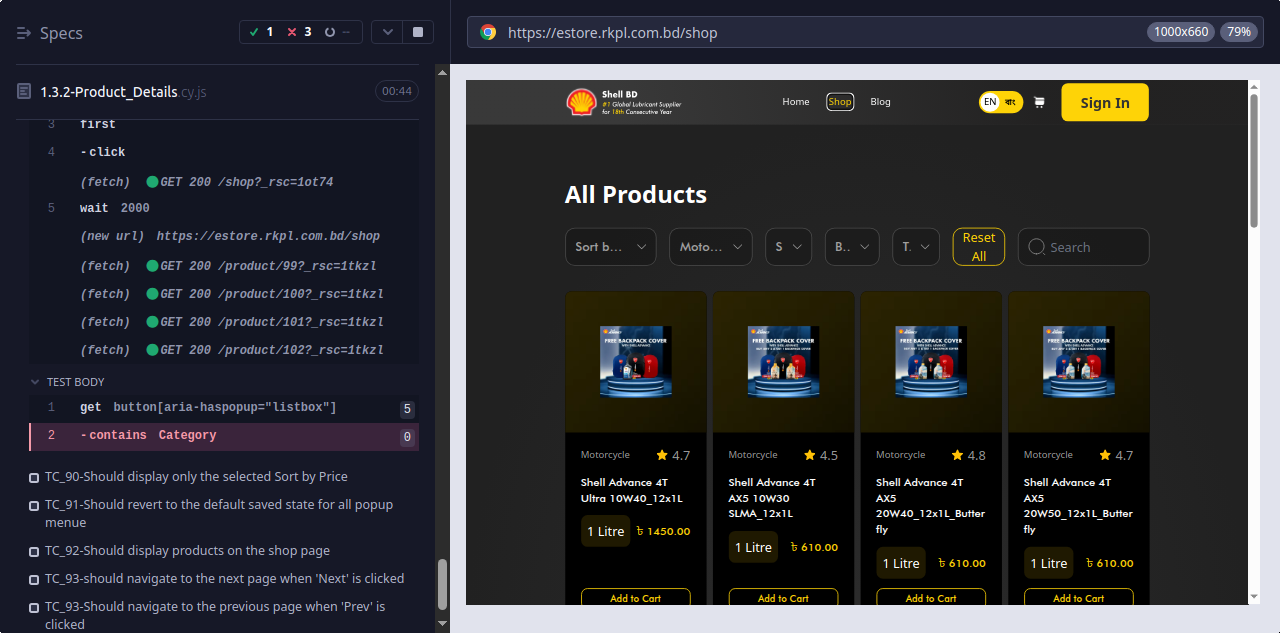 Specs
1
3
--
1.3.2-Product_Details.cy.js
00:44
3 first
4 -click
(fetch) GET 200 /shop?_rsc=1ot74
5 wait 2000
(new url) https://estore.rkpl.com.bd/shop
(fetch) GET 200 /product/99?_rsc=1tkzl
(fetch) GET 200 /product/100?_rsc=1tkzl
(fetch) GET 200 /product/101?_rsc=1tkzl
(fetch) GET 200 /product/102?_rsc=1tkzl
TEST BODY
1 get button[aria-haspopup="listbox"] 5
2 -contains Category 0
TC_90-Should display only the selected Sort by Price
TC_91-Should revert to the default saved state for all popup
menue
TC_92-Should display products on the shop page
TC_93-should navigate to the next page when 'Next' is clicked
TC_93-Should navigate to the previous page when 'Prev' is
clicked
https://estore.rkpl.com.bd/shop
1000x660
79%
Shell BD
#1 Global Lubricant Supplier
for 18th Consecutive Year
Home
Shop
Blog
EN বাং
Sign In
All Products
Sort b...
Moto...
S
B..
T.
Reset
All
Search
FREE BACKPACK COVER
FREE BACKPACK COVER
FREE BACKPACK COVER
FREE BACKPACK COVER
Motorcycle 4.7
Shell Advance 4T
Ultra 10W40_12x1L
1 Litre ৳ 1450.00
Add to Cart
Motorcycle 4.5
Shell Advance 4T
AX5 10W30
SLMA_12x1L
1 Litre ৳ 610.00
Add to Cart
Motorcycle 4.8
Shell Advance 4T
AX5
20W40_12x1L_Butter
fly
1 Litre ৳ 610.00
Add to Cart
Motorcycle 4.7
Shell Advance 4T
AX5
20W50_12x1L_Butter
fly
1 Litre ৳ 610.00
Add to Cart